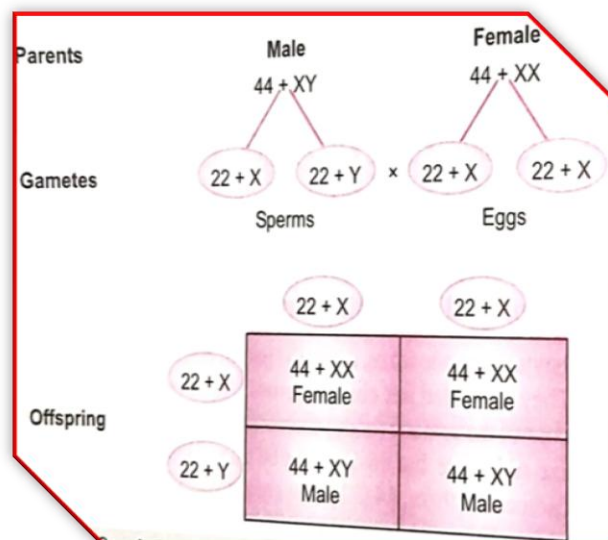 Parents
Male
Female
44 + XY
44 + XX
Gametes
22 + X
22 + Y
x
22 + X
22 + X
Sperms
Eggs
22 + X
22 + X
Offspring
22 + X
44 + XX
Female
44 + XX
Female
22 + Y
44 + XY
Male
44 + XY
Male